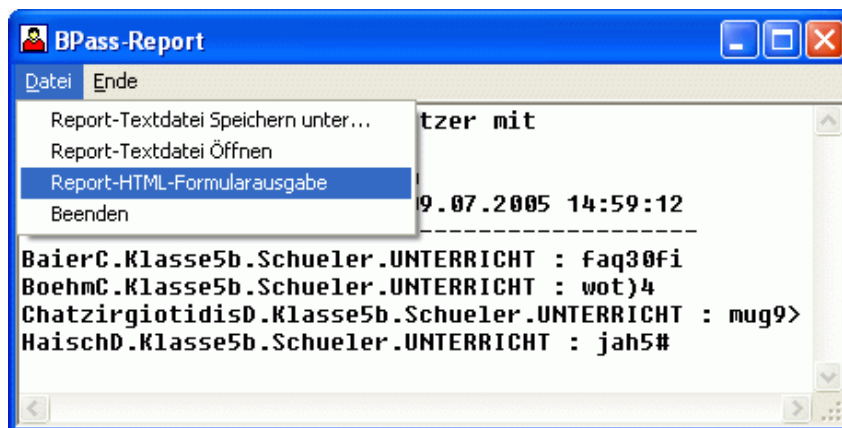 BPass-Report
Datei Ende
Report-Textdatei Speichern unter...
Report-Textdatei Öffnen
Report-HTML-Formularausgabe
Beenden
tzer mit
9.07.2005 14:59:12
--------------------
BaierC.Klasse5b.Schueler.UNTERRICHT : faq30fi
BoehmC.Klasse5b.Schueler.UNTERRICHT : wot)4
ChatzirgiotidisD.Klasse5b.Schueler.UNTERRICHT : mug9>
HaischD.Klasse5b.Schueler.UNTERRICHT : jah5#